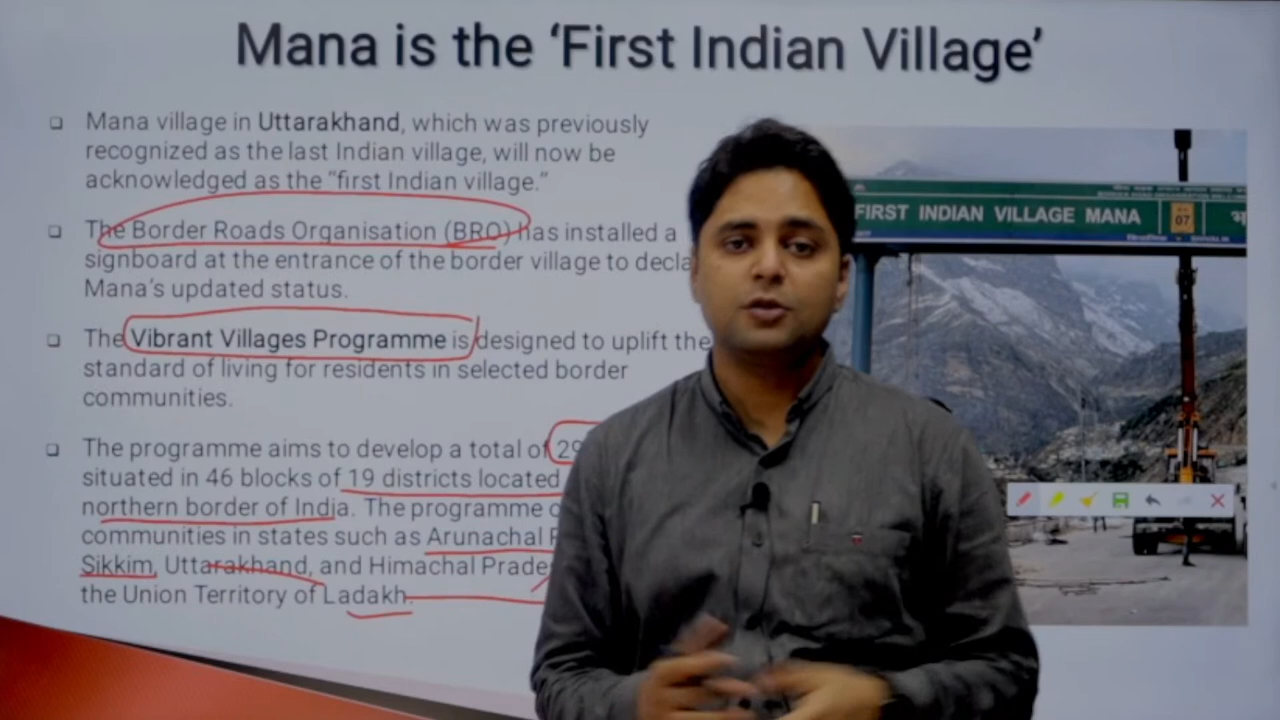 Mana is the ‘First Indian Village’
Mana village in Uttarakhand, which was previously
recognized as the last Indian village, will now be
acknowledged as the “first Indian village.”
The Border Roads Organisation (BRO) has installed a
signboard at the entrance of the border village to decla
Mana’s updated status.
The Vibrant Villages Programme is designed to uplift the
standard of living for residents in selected border
communities.
The programme aims to develop a total of 29
situated in 46 blocks of 19 districts located
northern border of India. The programme
communities in states such as Arunachal P
Sikkim, Uttarakhand, and Himachal Prade
the Union Territory of Ladakh.
FIRST INDIAN VILLAGE MANA
07